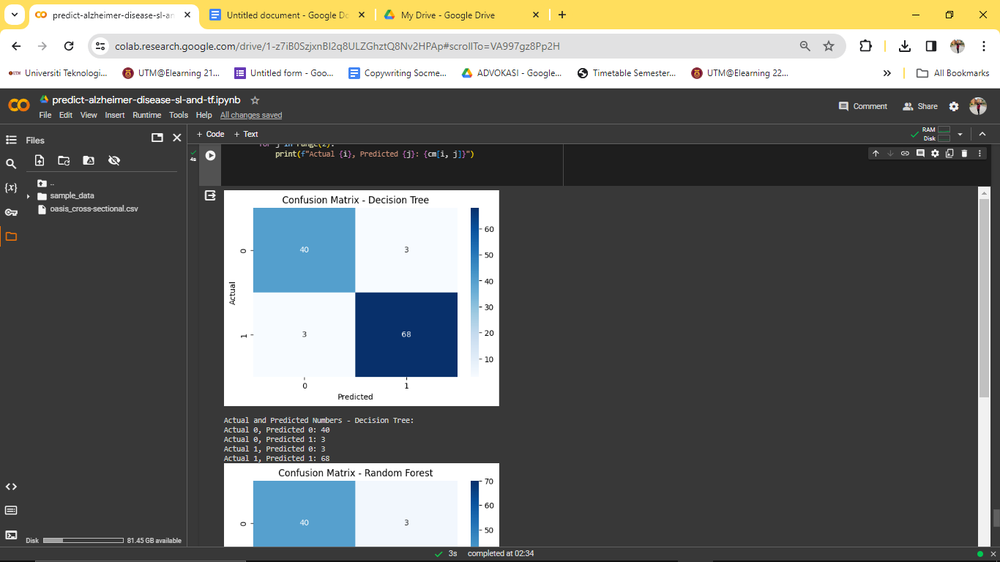 predict-alzheimer-disease-sl-an
Untitled document - Google Do
My Drive - Google Drive
colab.research.google.com/drive/1-z7iB0SzjxnBI2q8ULZGhztQ8Nv2HPAp#scrollTo=VA997gz8Pp2H
UTM Universiti Teknologi...
UTM@Elearning 21...
Untitled form - Goo...
Copywriting Socme...
ADVOKASI - Google...
Timetable Semester...
UTM@Elearning 22...
All Bookmarks
predict-alzheimer-disease-sl-and-tf.ipynb
File Edit View Insert Runtime Tools Help All changes saved
Comment
Share
Files
+ Code + Text
RAM
Disk
{x}
..
sample_data
oasis_cross-sectional.csv
4s
for j in range(2):
print(f"Actual {i}, Predicted {j}: {cm[i, j]}")
Confusion Matrix - Decision Tree
0
40
3
1
3
68
0
1
Actual
Predicted
60
50
40
30
20
10
Actual and Predicted Numbers - Decision Tree:
Actual 0, Predicted 0: 40
Actual 0, Predicted 1: 3
Actual 1, Predicted 0: 3
Actual 1, Predicted 1: 68
Confusion Matrix - Random Forest
0
40
3
70
60
50
Disk
81.45 GB available
3s completed at 02:34